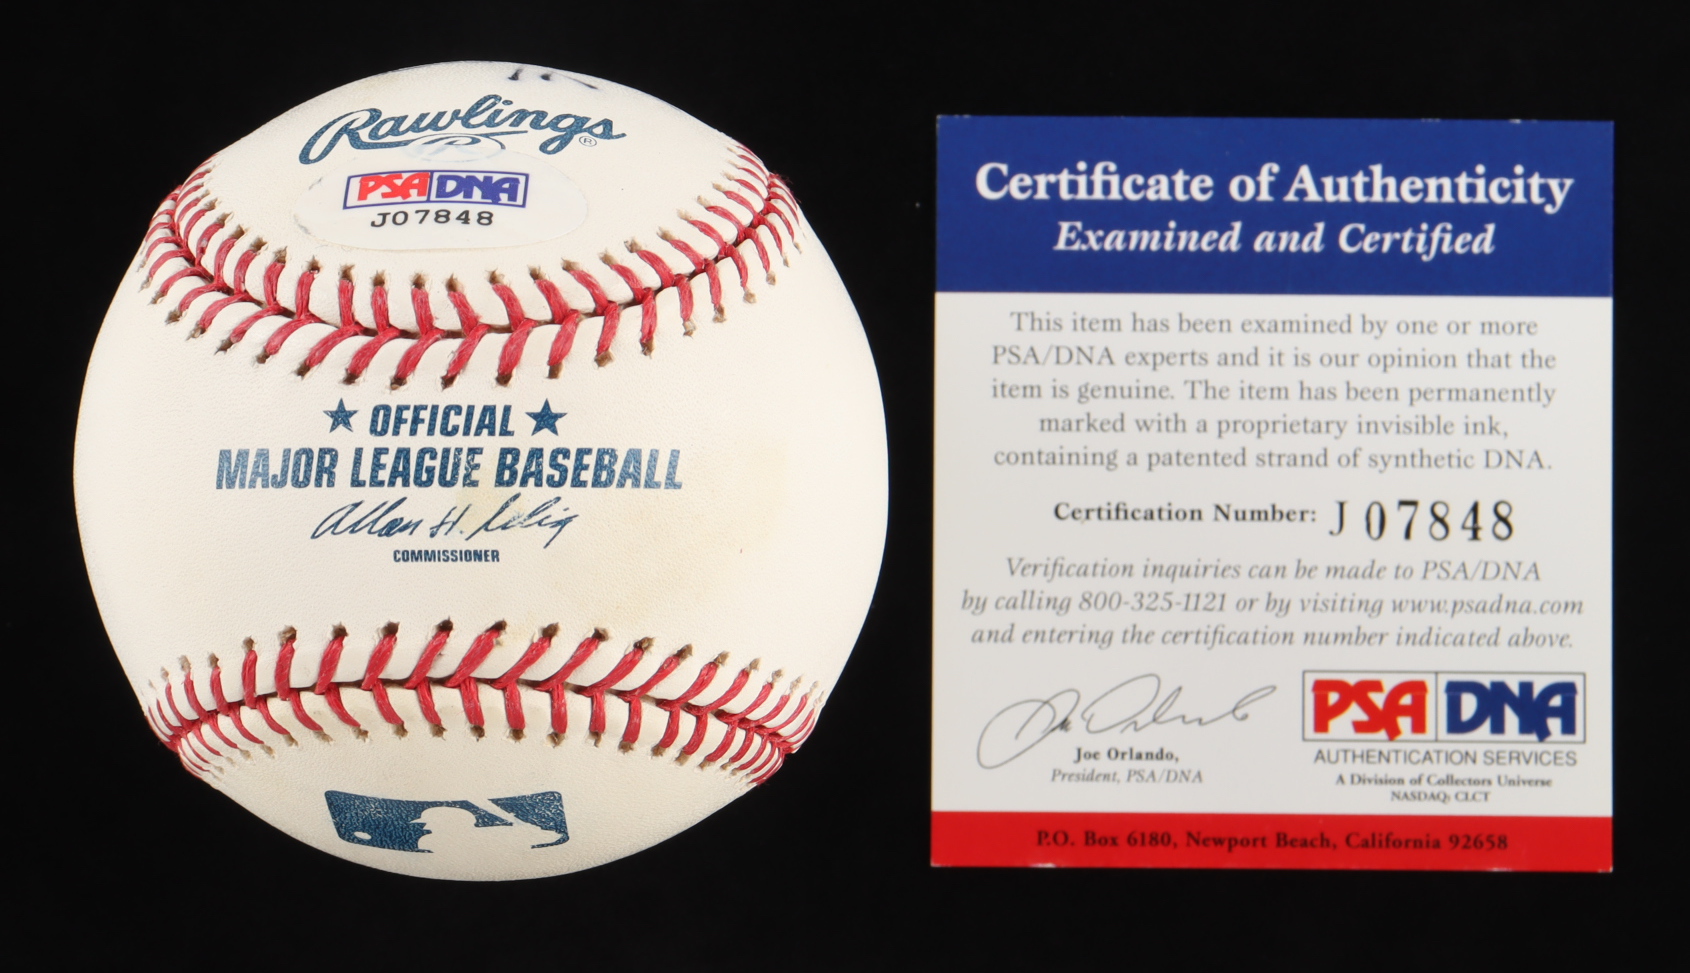 Rawlings®
R
PSA DNA
J07848
★ OFFICIAL ★
MAJOR LEAGUE BASEBALL
Allan H. Selig
COMMISSIONER
Certificate of Authenticity
Examined and Certified
This item has been examined by one or more
PSA/DNA experts and it is our opinion that the
item is genuine. The item has been permanently
marked with a proprietary invisible ink,
containing a patented strand of synthetic DNA.
Certification Number: J 07848
Verification inquiries can be made to PSA/DNA
by calling 800-325-1121 or by visiting www.psadna.com
and entering the certification number indicated above.
Joe Orlando
Joe Orlando,
President, PSA/DNA
PSA DNA
AUTHENTICATION SERVICES
A Division of Collectors Universe
NASDAQ: CLCT
P.O. Box 6180, Newport Beach, California 92658